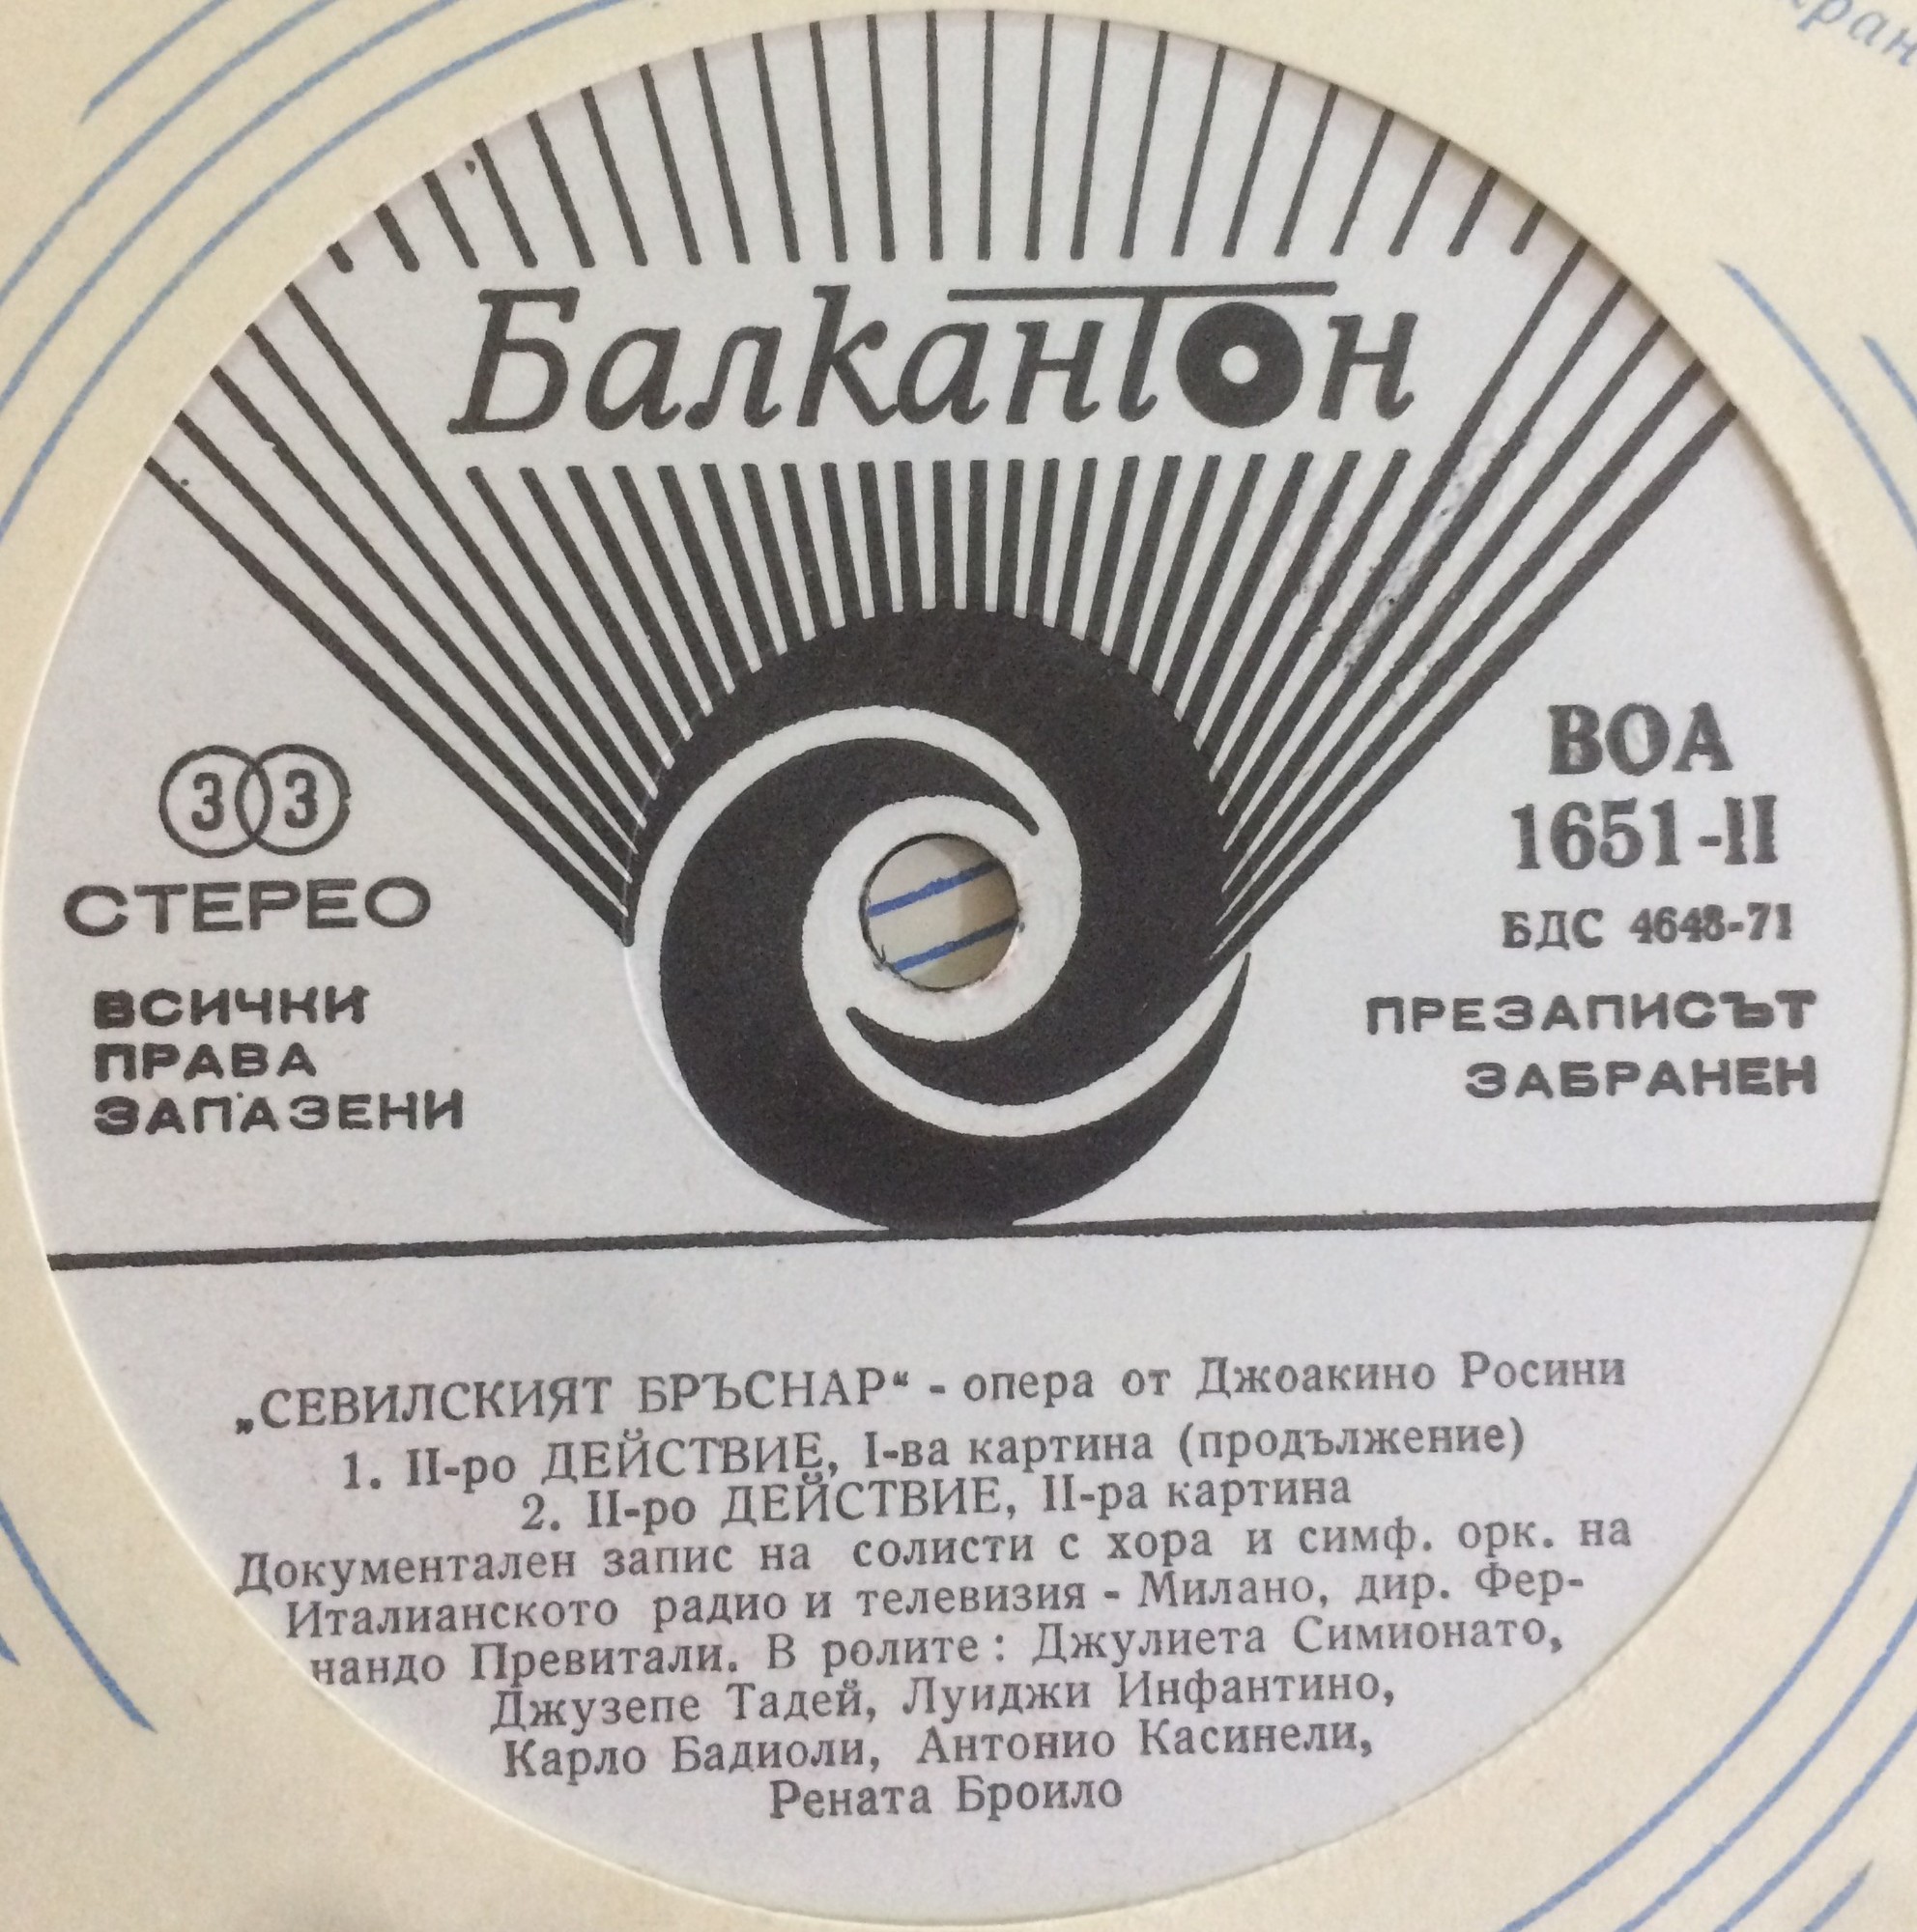 Балкантон
33
СТЕРЕО
ВСИЧКИ
ПРАВА
ЗАПАЗЕНИ
ВОА
1651-II
БДС 4648-71
ПРЕЗАПИСЪТ
ЗАБРАНЕН
„СЕВИЛСКИЯТ БРЪСНАР“ - опера от Джоакино Росини
1. II-ро ДЕЙСТВИЕ, I-ва картина (продължение)
2. II-ро ДЕЙСТВИЕ, II-ра картина
Документален запис на солисти с хора и симф. орк. на
Италианското радио и телевизия - Милано, дир. Фер-
нандо Превитали. В ролите: Джулиета Симионато,
Джузепе Тадей, Луиджи Инфантино,
Карло Бадиоли, Антонио Касинели,
Рената Броило